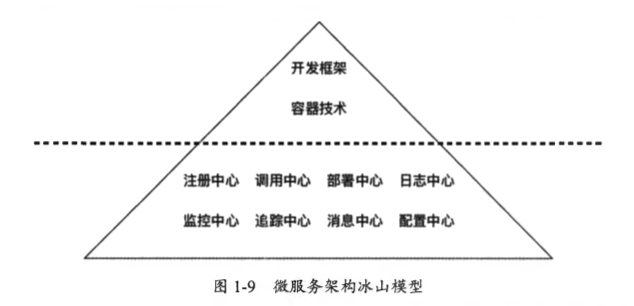 开发框架
容器技术
注册中心 调用中心 部署中心 日志中心
监控中心 追踪中心 消息中心 配置中心
图 1-9 微服务架构冰山模型